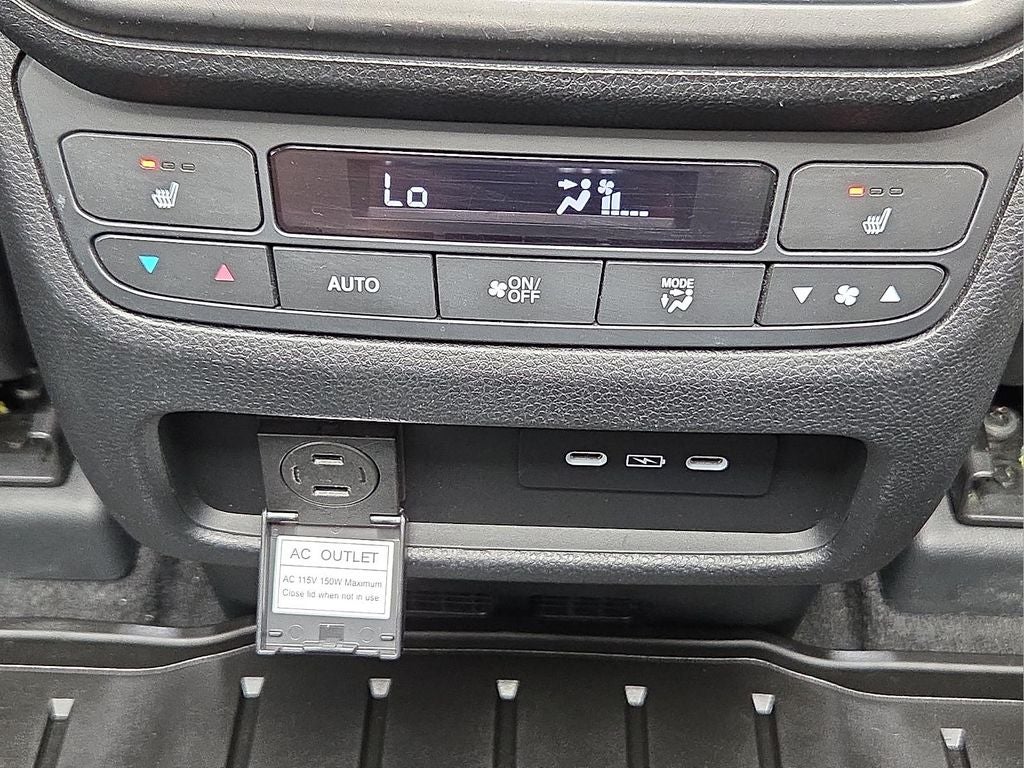 Lo
AUTO
ON/
OFF
MODE
AC OUTLET
AC 115V 150W Maximum
Close lid when not in use